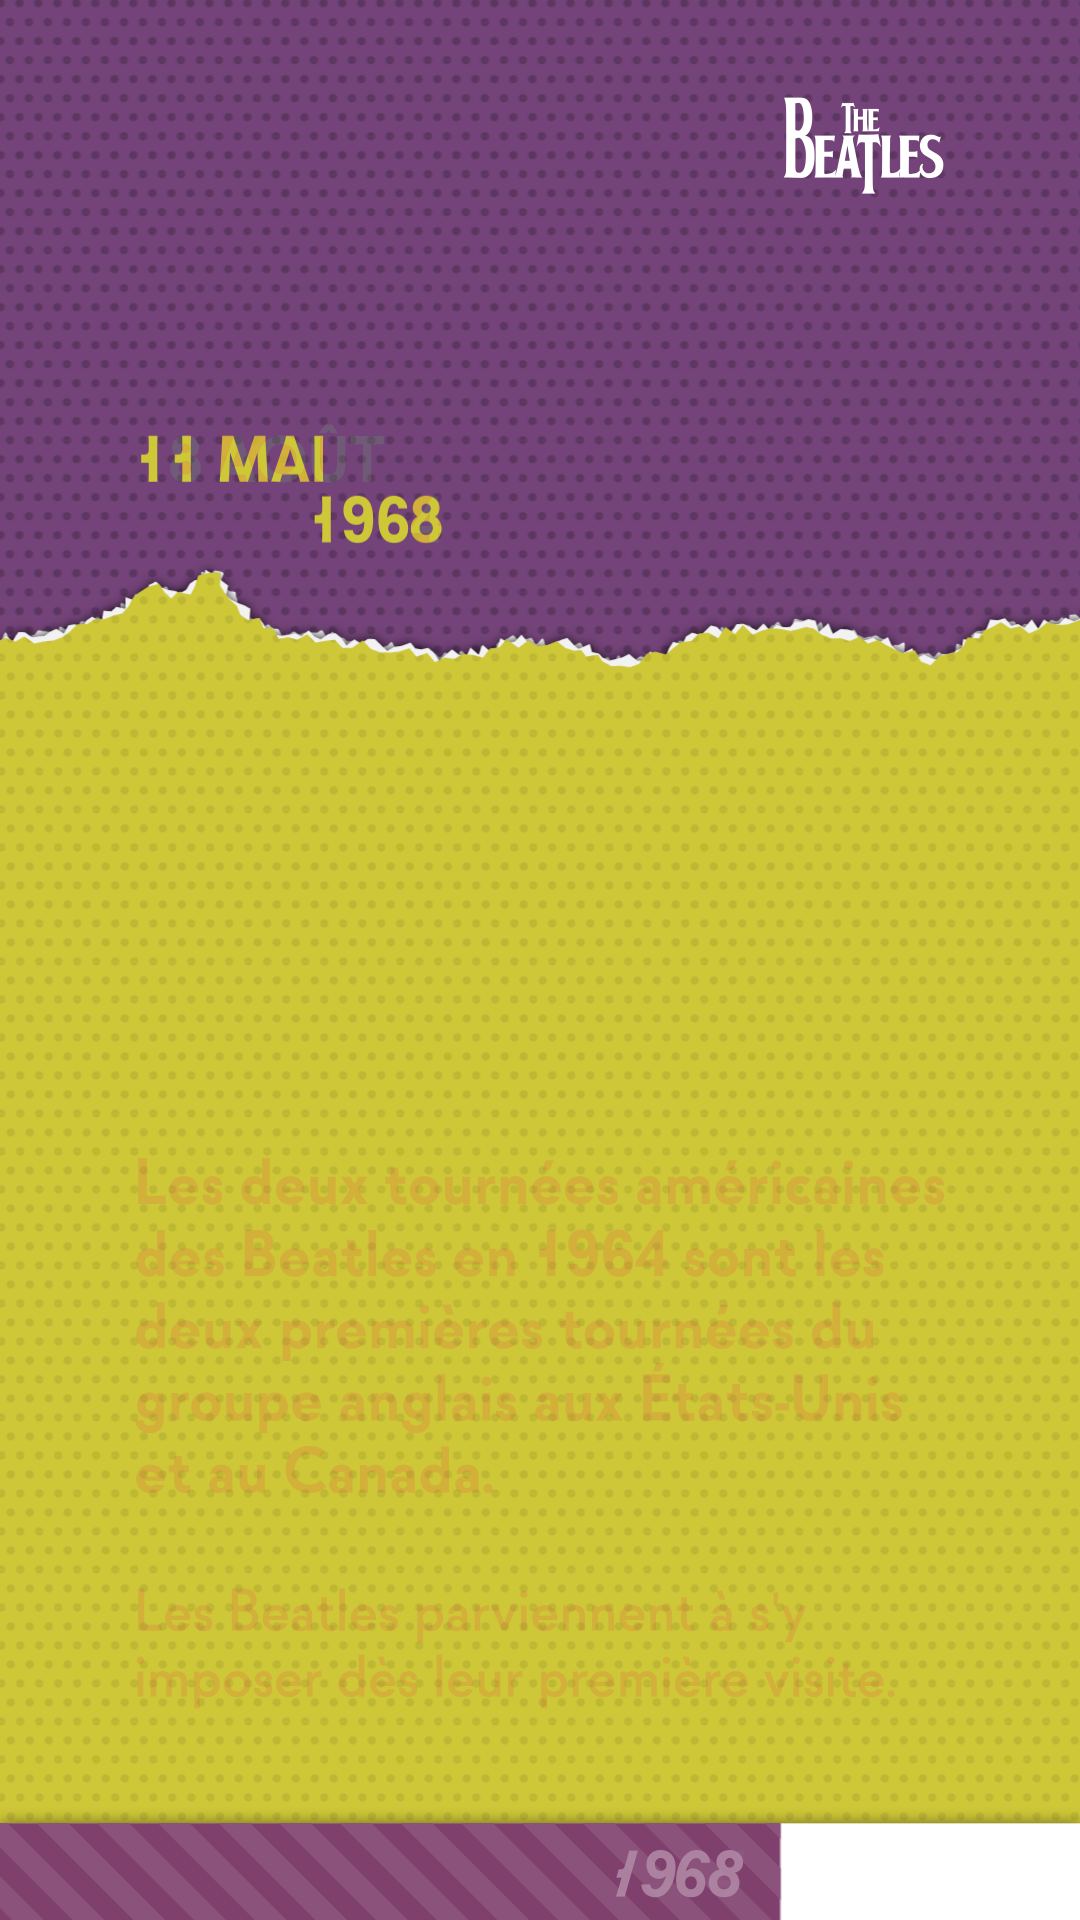 THE
BEATLES
11 MAI
1968
Les deux tournées américaines
des Beatles en 1964 sont les
deux premières tournées du
groupe anglais aux États-Unis
et au Canada.
Les Beatles parviennent à s'y
imposer dès leur première visite.
1968